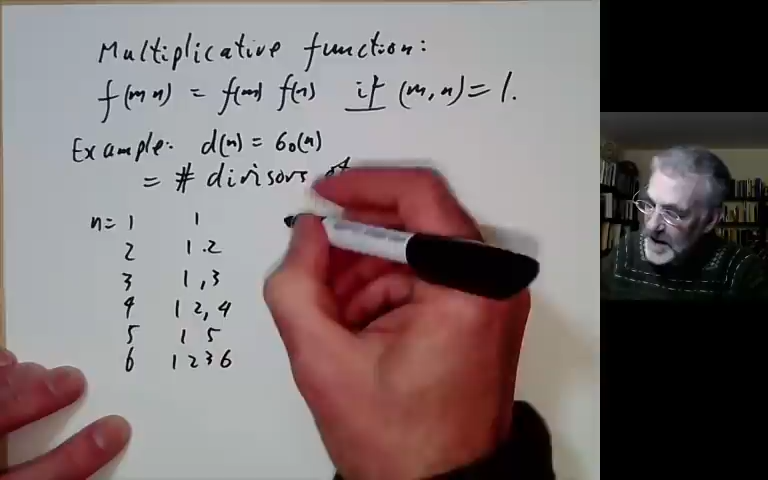 Multiplicative function:
f(mn) = f(m) f(n) if (m,n) = 1.
Example: d(n) = σ₀(n)
= # divisors of
n = 1 1
2 1.2
3 1,3
4 1 2,4
5 1 5
6 1 2 3 6